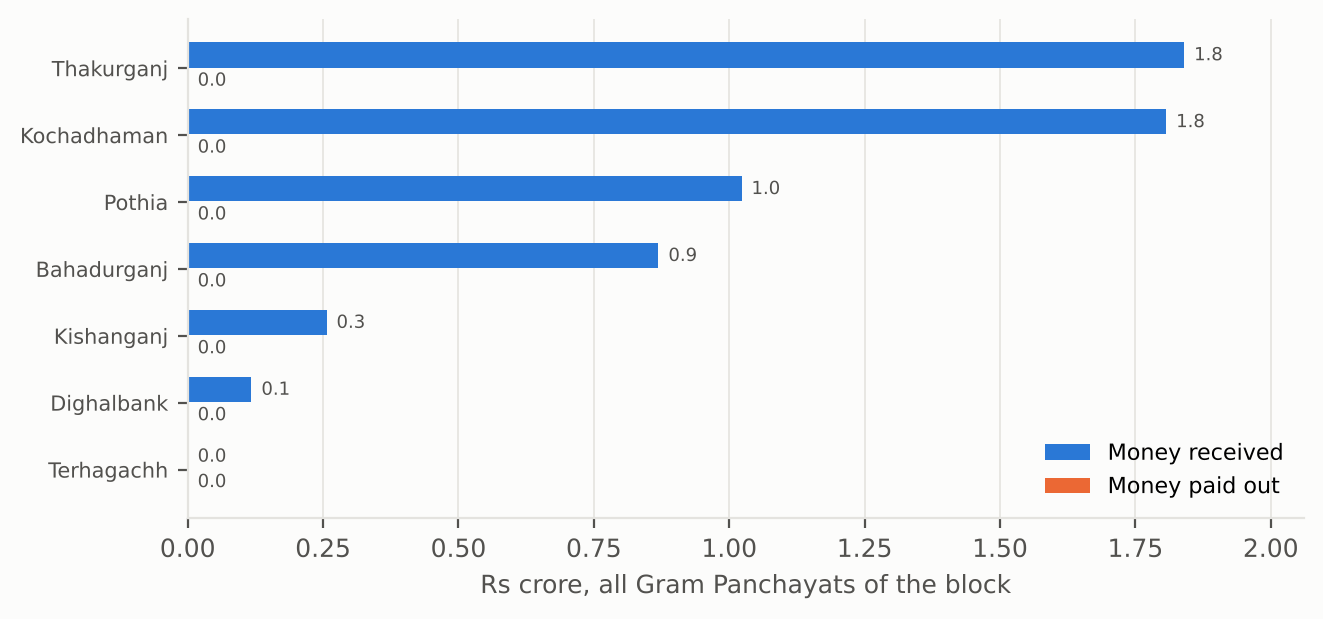 Thakurganj 1.8
0.0
Kochadhaman 1.8
0.0
Pothia 1.0
0.0
Bahadurganj 0.9
0.0
Kishanganj 0.3
0.0
Dighalbank 0.1
0.0
Terhagachh 0.0
0.0
Money received
Money paid out
0.00 0.25 0.50 0.75 1.00 1.25 1.50 1.75 2.00
Rs crore, all Gram Panchayats of the block